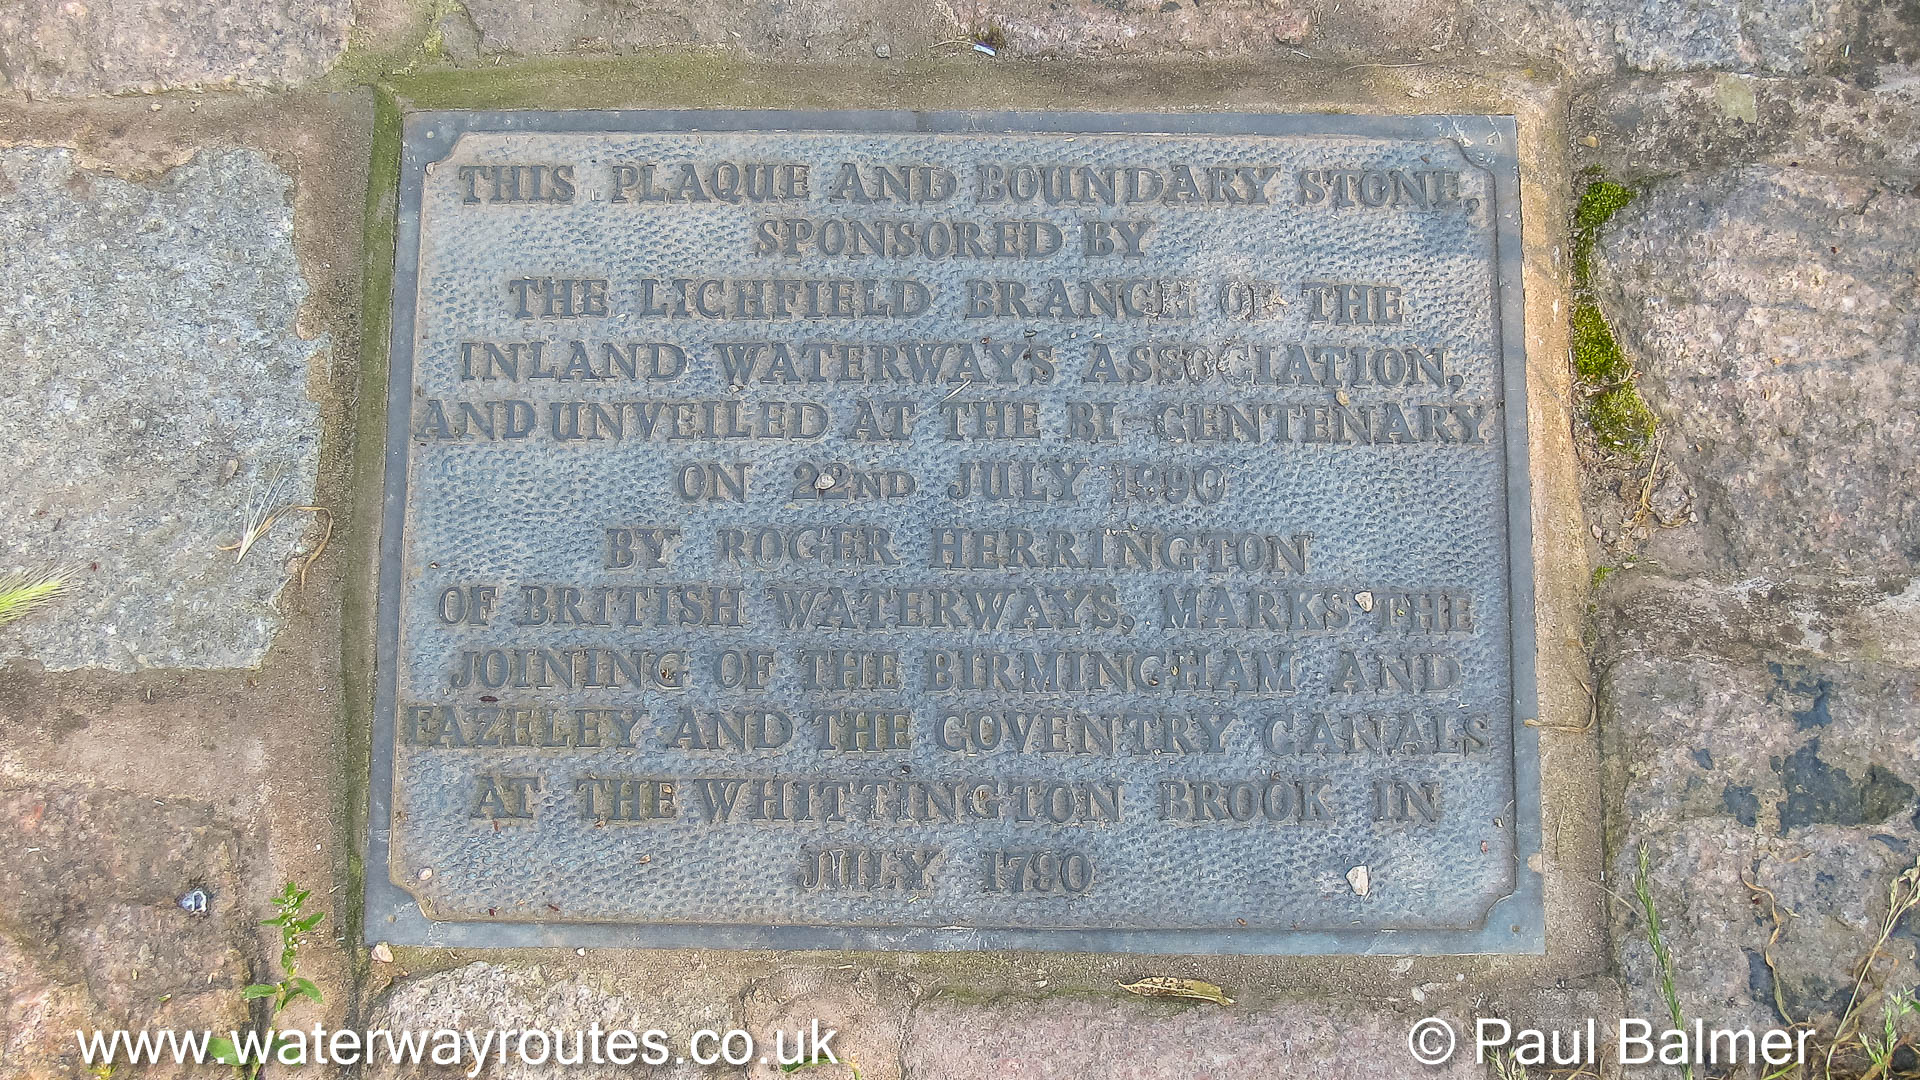 THIS PLAQUE AND BOUNDARY STONE,
SPONSORED BY
THE LICHFIELD BRANCH OF THE
INLAND WATERWAYS ASSOCIATION,
AND UNVEILED AT THE BI-CENTENARY
ON 22ND JULY 1990
BY ROGER HERRINGTON
OF BRITISH WATERWAYS, MARKS THE
JOINING OF THE BIRMINGHAM AND
FAZELEY AND THE COVENTRY CANALS
AT THE WHITTINGTON BROOK IN
JULY 1790
www.waterwayroutes.co.uk © Paul Balmer